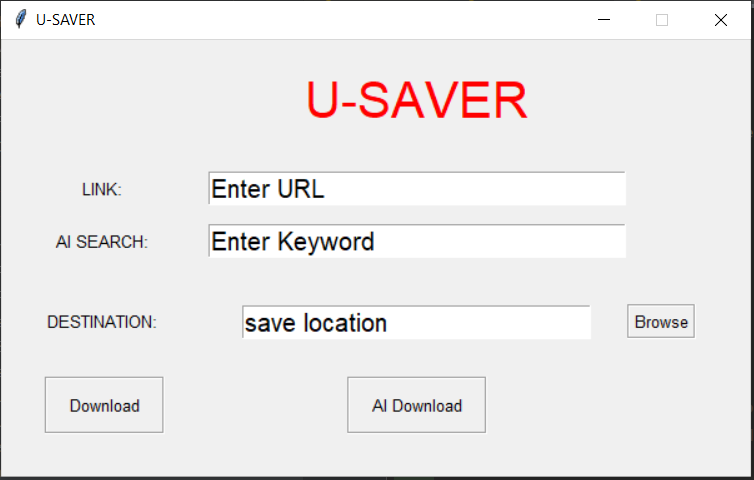 U-SAVER
U-SAVER
LINK: Enter URL
AI SEARCH: Enter Keyword
DESTINATION: save location Browse
Download AI Download